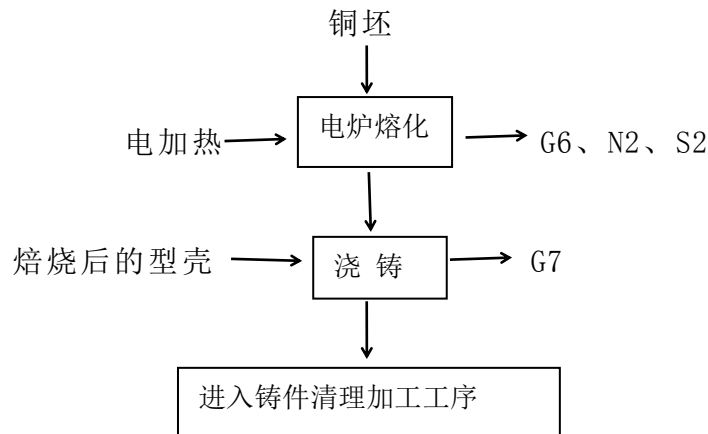 铜坯
电炉熔化
电加热
G6、N2、S2
焙烧后的型壳
浇 铸
G7
进入铸件清理加工工序